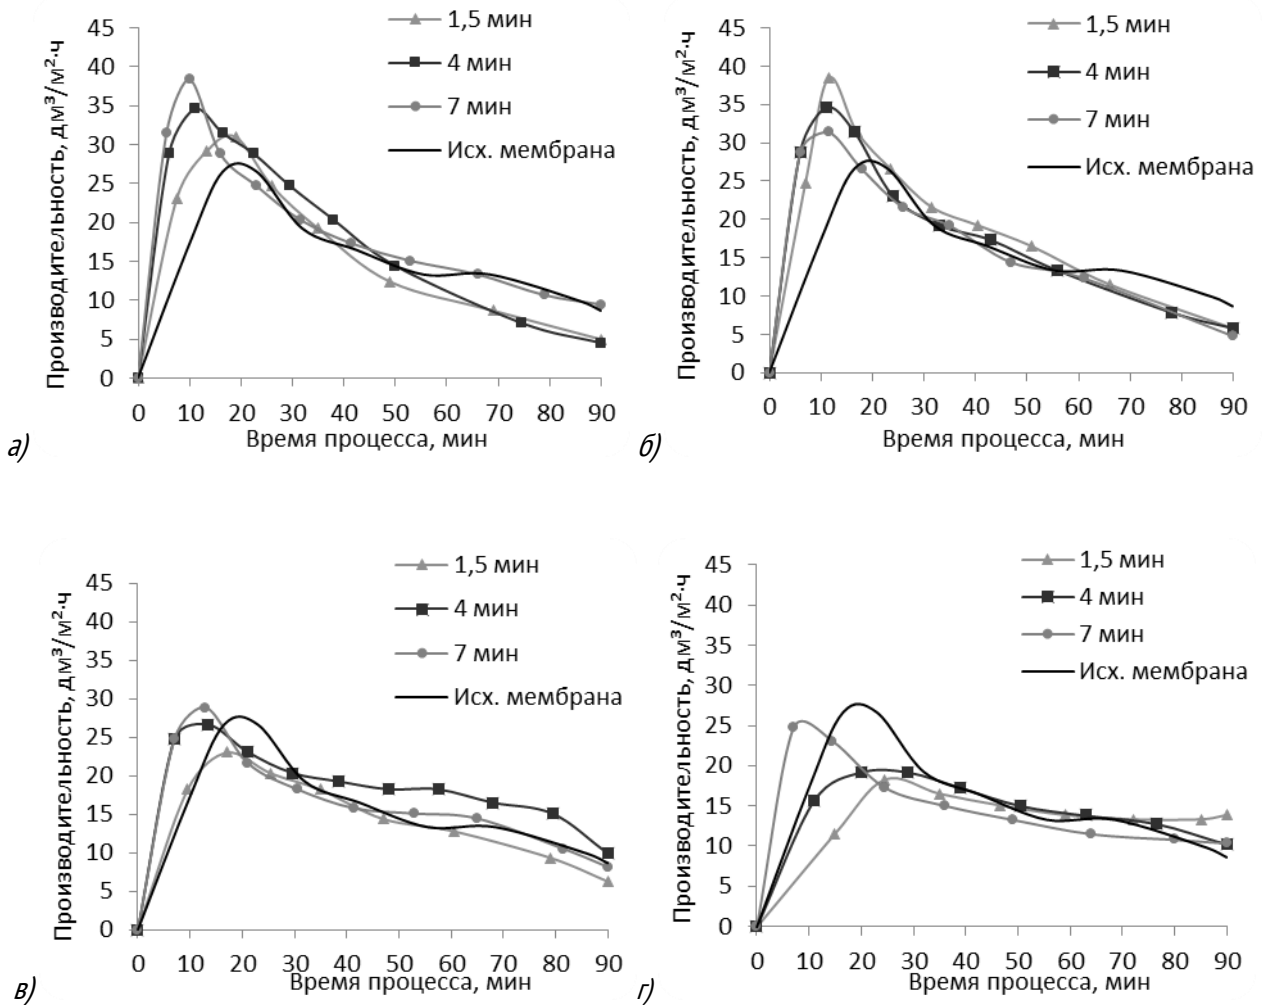 1,5 мин
4 мин
7 мин
Исх. мембрана
Производительность, дм³/м²·ч
45
40
35
30
25
20
15
10
5
0
0 10 20 30 40 50 60 70 80 90
Время процесса, мин
а)
1,5 мин
4 мин
7 мин
Исх. мембрана
Производительность, дм³/м²·ч
45
40
35
30
25
20
15
10
5
0
0 10 20 30 40 50 60 70 80 90
Время процесса, мин
б)
1,5 мин
4 мин
7 мин
Исх. мембрана
Производительность, дм³/м²·ч
45
40
35
30
25
20
15
10
5
0
0 10 20 30 40 50 60 70 80 90
Время процесса, мин
в)
1,5 мин
4 мин
7 мин
Исх. мембрана
Производительность, дм³/м²·ч
45
40
35
30
25
20
15
10
5
0
0 10 20 30 40 50 60 70 80 90
Время процесса, мин
г)